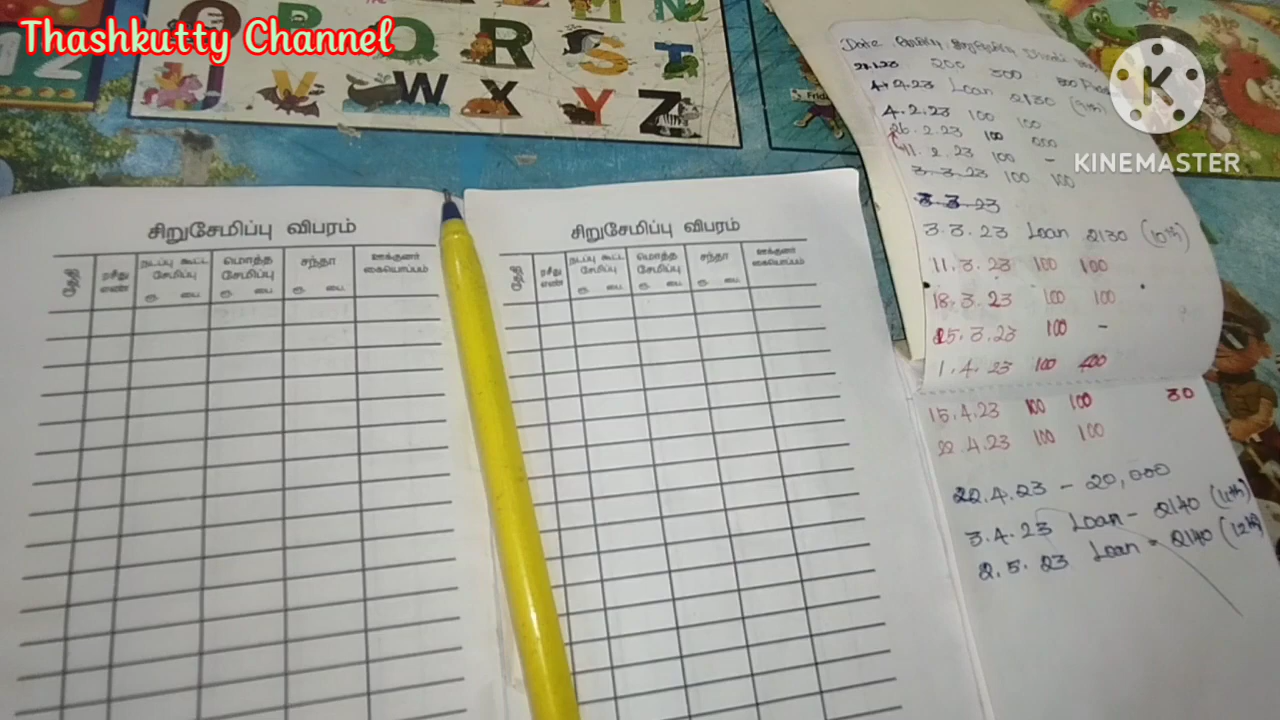 Thashkutty Channel
KINEMASTER
K
P
M
N
Q R S T
J V W X Y Z
சிறுசேமிப்பு விபரம்
தேதி ரசீது எண் நடப்பு கூட்ட சேமிப்பு ரூ. பை. மொத்த சேமிப்பு ரூ. பை. சந்தா ரூ. பை. ஊக்குனர் கையொப்பம்
சிறுசேமிப்பு விபரம்
தேதி ரசீது எண் நடப்பு கூட்ட சேமிப்பு ரூ. பை. மொத்த சேமிப்பு ரூ. பை. சந்தா ரூ. பை. ஊக்குனர் கையொப்பம்
Date
200 300
Loan 2130 (9th)
4.2.23 100 100
26.2.23 100
11.2.23 100 -
3.3.23 100 100
3.3.23
3.3.23 Loan 2130 (10th)
11.3.23 100 100
18.3.23 100 100
25.3.23 100 -
1.4.23 100
15.4.23 100 100 30
22.4.23 100 100
22.4.23 - 20,000
3.4.23 Loan - 2140 (11th)
2.5.23 Loan - 2140 (12th)